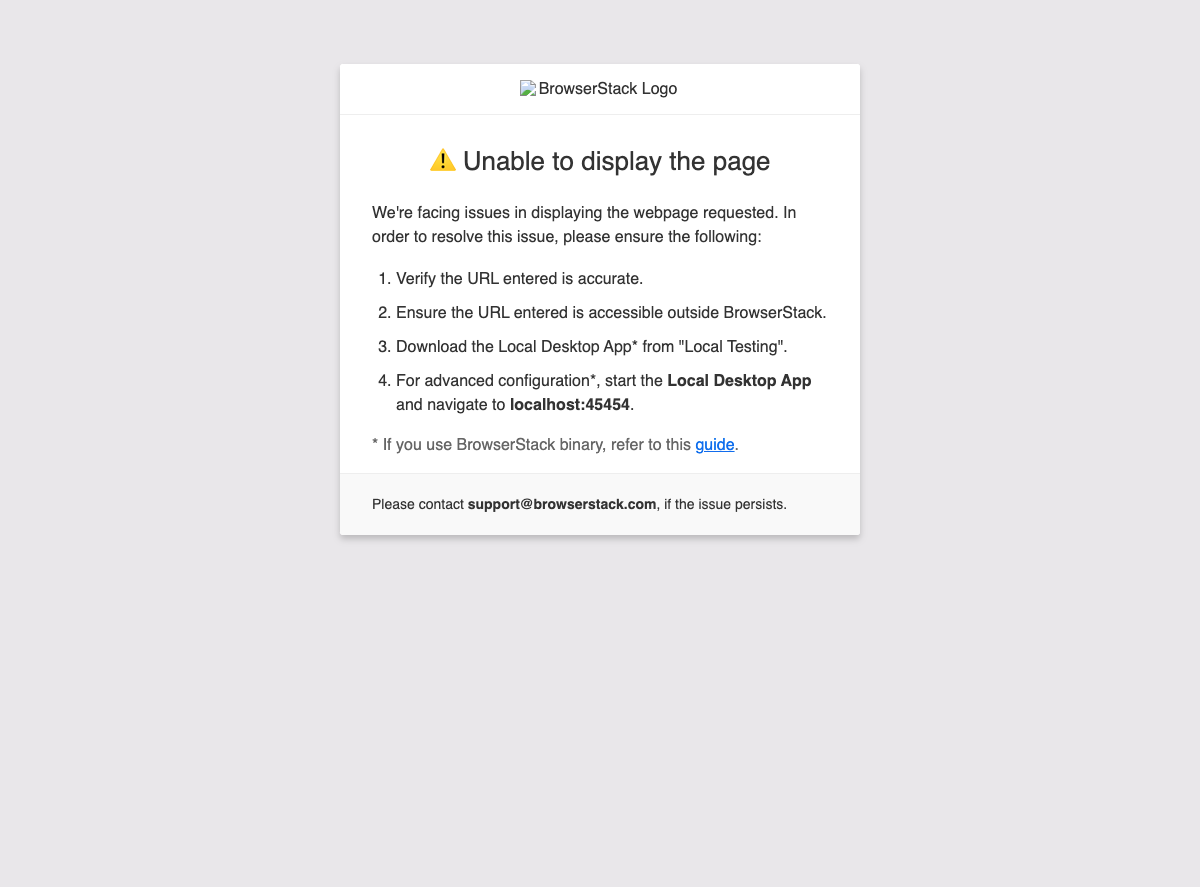 BrowserStack Logo
⚠️ Unable to display the page
We're facing issues in displaying the webpage requested. In
order to resolve this issue, please ensure the following:
1. Verify the URL entered is accurate.
2. Ensure the URL entered is accessible outside BrowserStack.
3. Download the Local Desktop App* from "Local Testing".
4. For advanced configuration*, start the Local Desktop App
and navigate to localhost:45454.
* If you use BrowserStack binary, refer to this guide.
Please contact support@browserstack.com, if the issue persists.